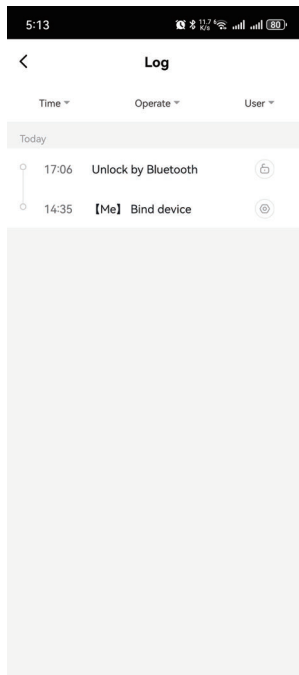 5:13
11.7 K/s 6 80
Log
Time Operate User
Today
17:06 Unlock by Bluetooth
14:35 【Me】 Bind device